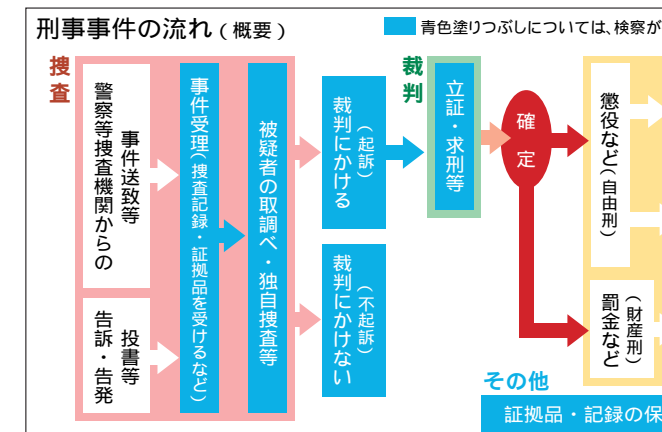 刑事事件の流れ(概要)
青色塗りつぶしについては、検察が
捜査
警察等捜査機関からの
事件送致等
告訴・告発
投書等
事件受理(捜査記録・証拠品を受けるなど)
被疑者の取調べ・独自捜査等
裁判にかける
(起訴)
裁判にかけない
(不起訴)
裁判
立証・求刑等
確定
懲役など(自由刑)
罰金など
(財産刑)
その他
証拠品・記録の保